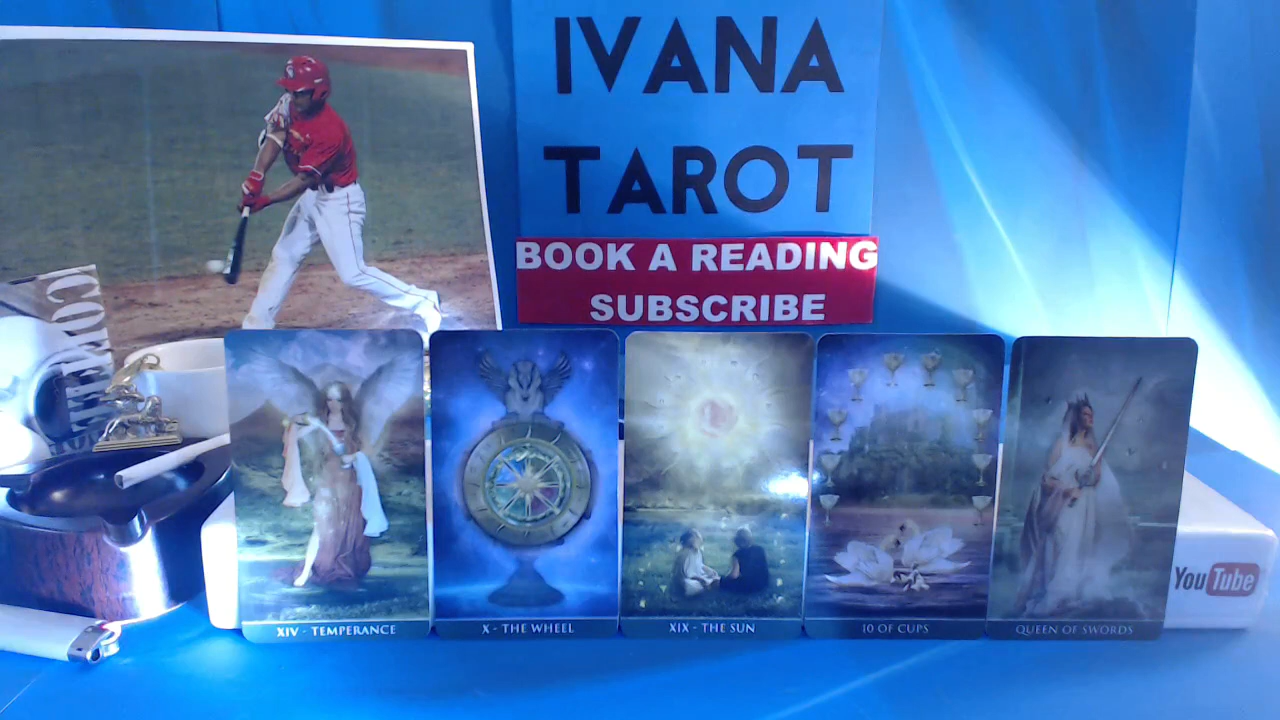 IVANA
TAROT
BOOK A READING
SUBSCRIBE
XIV - TEMPERANCE
X - THE WHEEL
XIX - THE SUN
10 OF CUPS
QUEEN OF SWORDS
YouTube